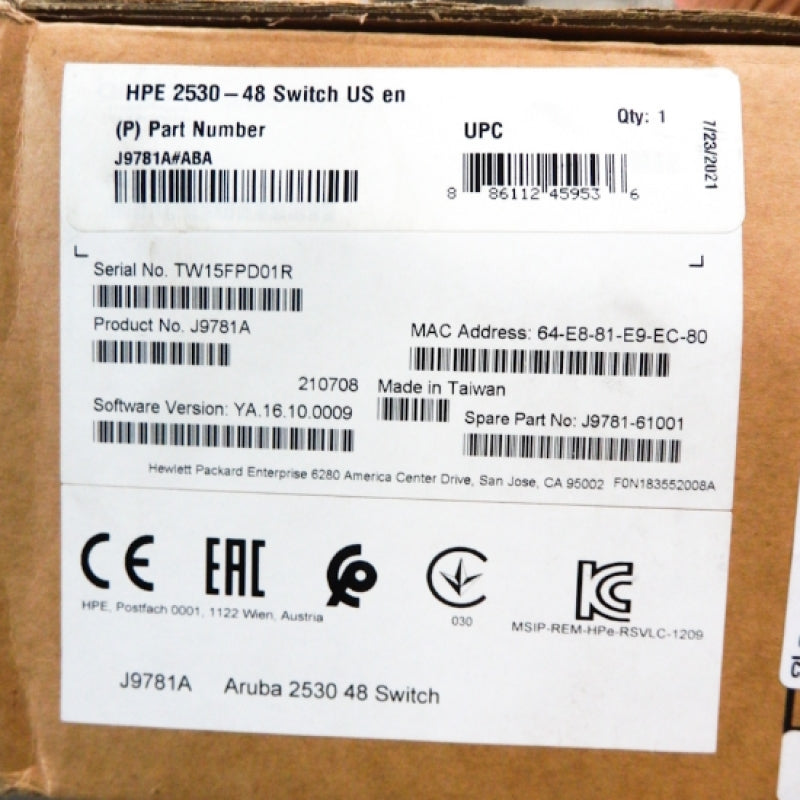 HPE 2530-48 Switch US en
Qty: 1
7/23/2021
(P) Part Number
UPC
J9781A#ABA
8 86112 45953 6
Serial No. TW15FPD01R
Product No. J9781A
MAC Address: 64-E8-81-E9-EC-80
210708
Made in Taiwan
Software Version: YA.16.10.0009
Spare Part No: J9781-61001
Hewlett Packard Enterprise 6280 America Center Drive, San Jose, CA 95002 F0N183552008A
CE EAC
HPE, Postfach 0001, 1122 Wien, Austria
030
MSIP-REM-HPe-RSVLC-1209
J9781A Aruba 2530 48 Switch